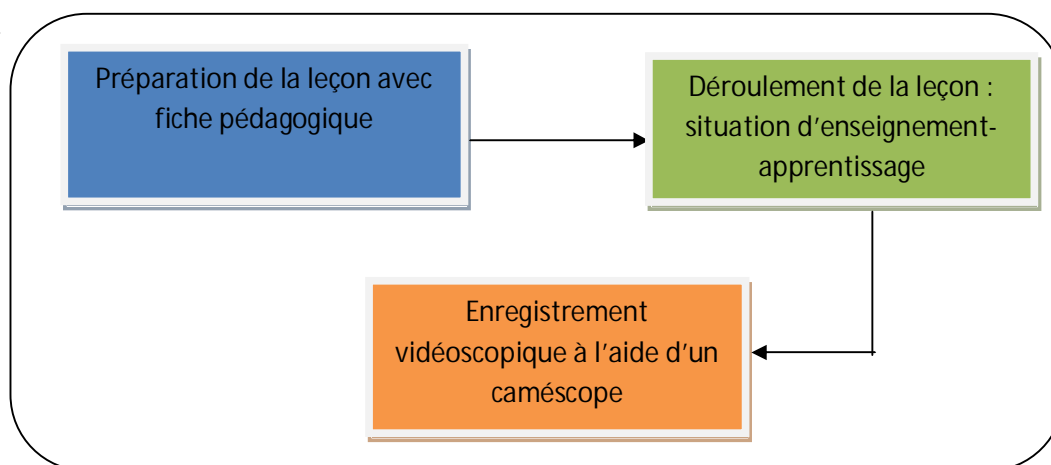 Préparation de la leçon avec
fiche pédagogique
Déroulement de la leçon :
situation d’enseignement-
apprentissage
Enregistrement
vidéoscopique à l’aide d’un
caméscope